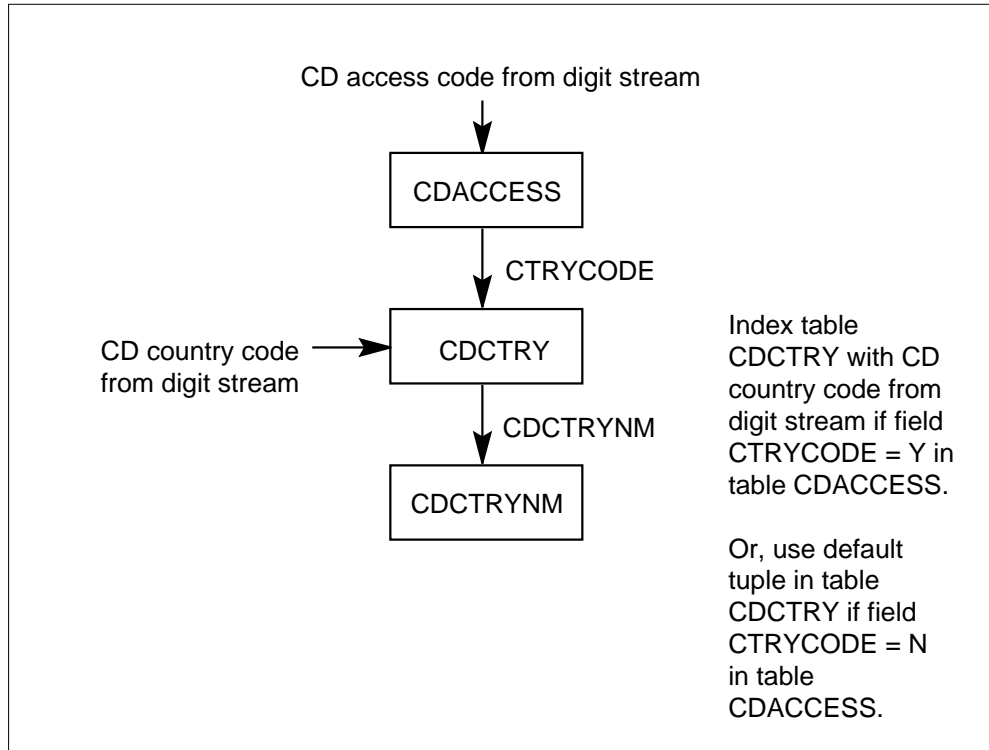 CD access code from digit stream
CDACCESS
CTRYCODE
CD country code
from digit stream
CDCTRY
CDCTRYNM
CDCTRYNM
Index table
CDCTRY with CD
country code from
digit stream if field
CTRYCODE = Y in
table CDACCESS.
Or, use default
tuple in table
CDCTRY if field
CTRYCODE = N
in table
CDACCESS.